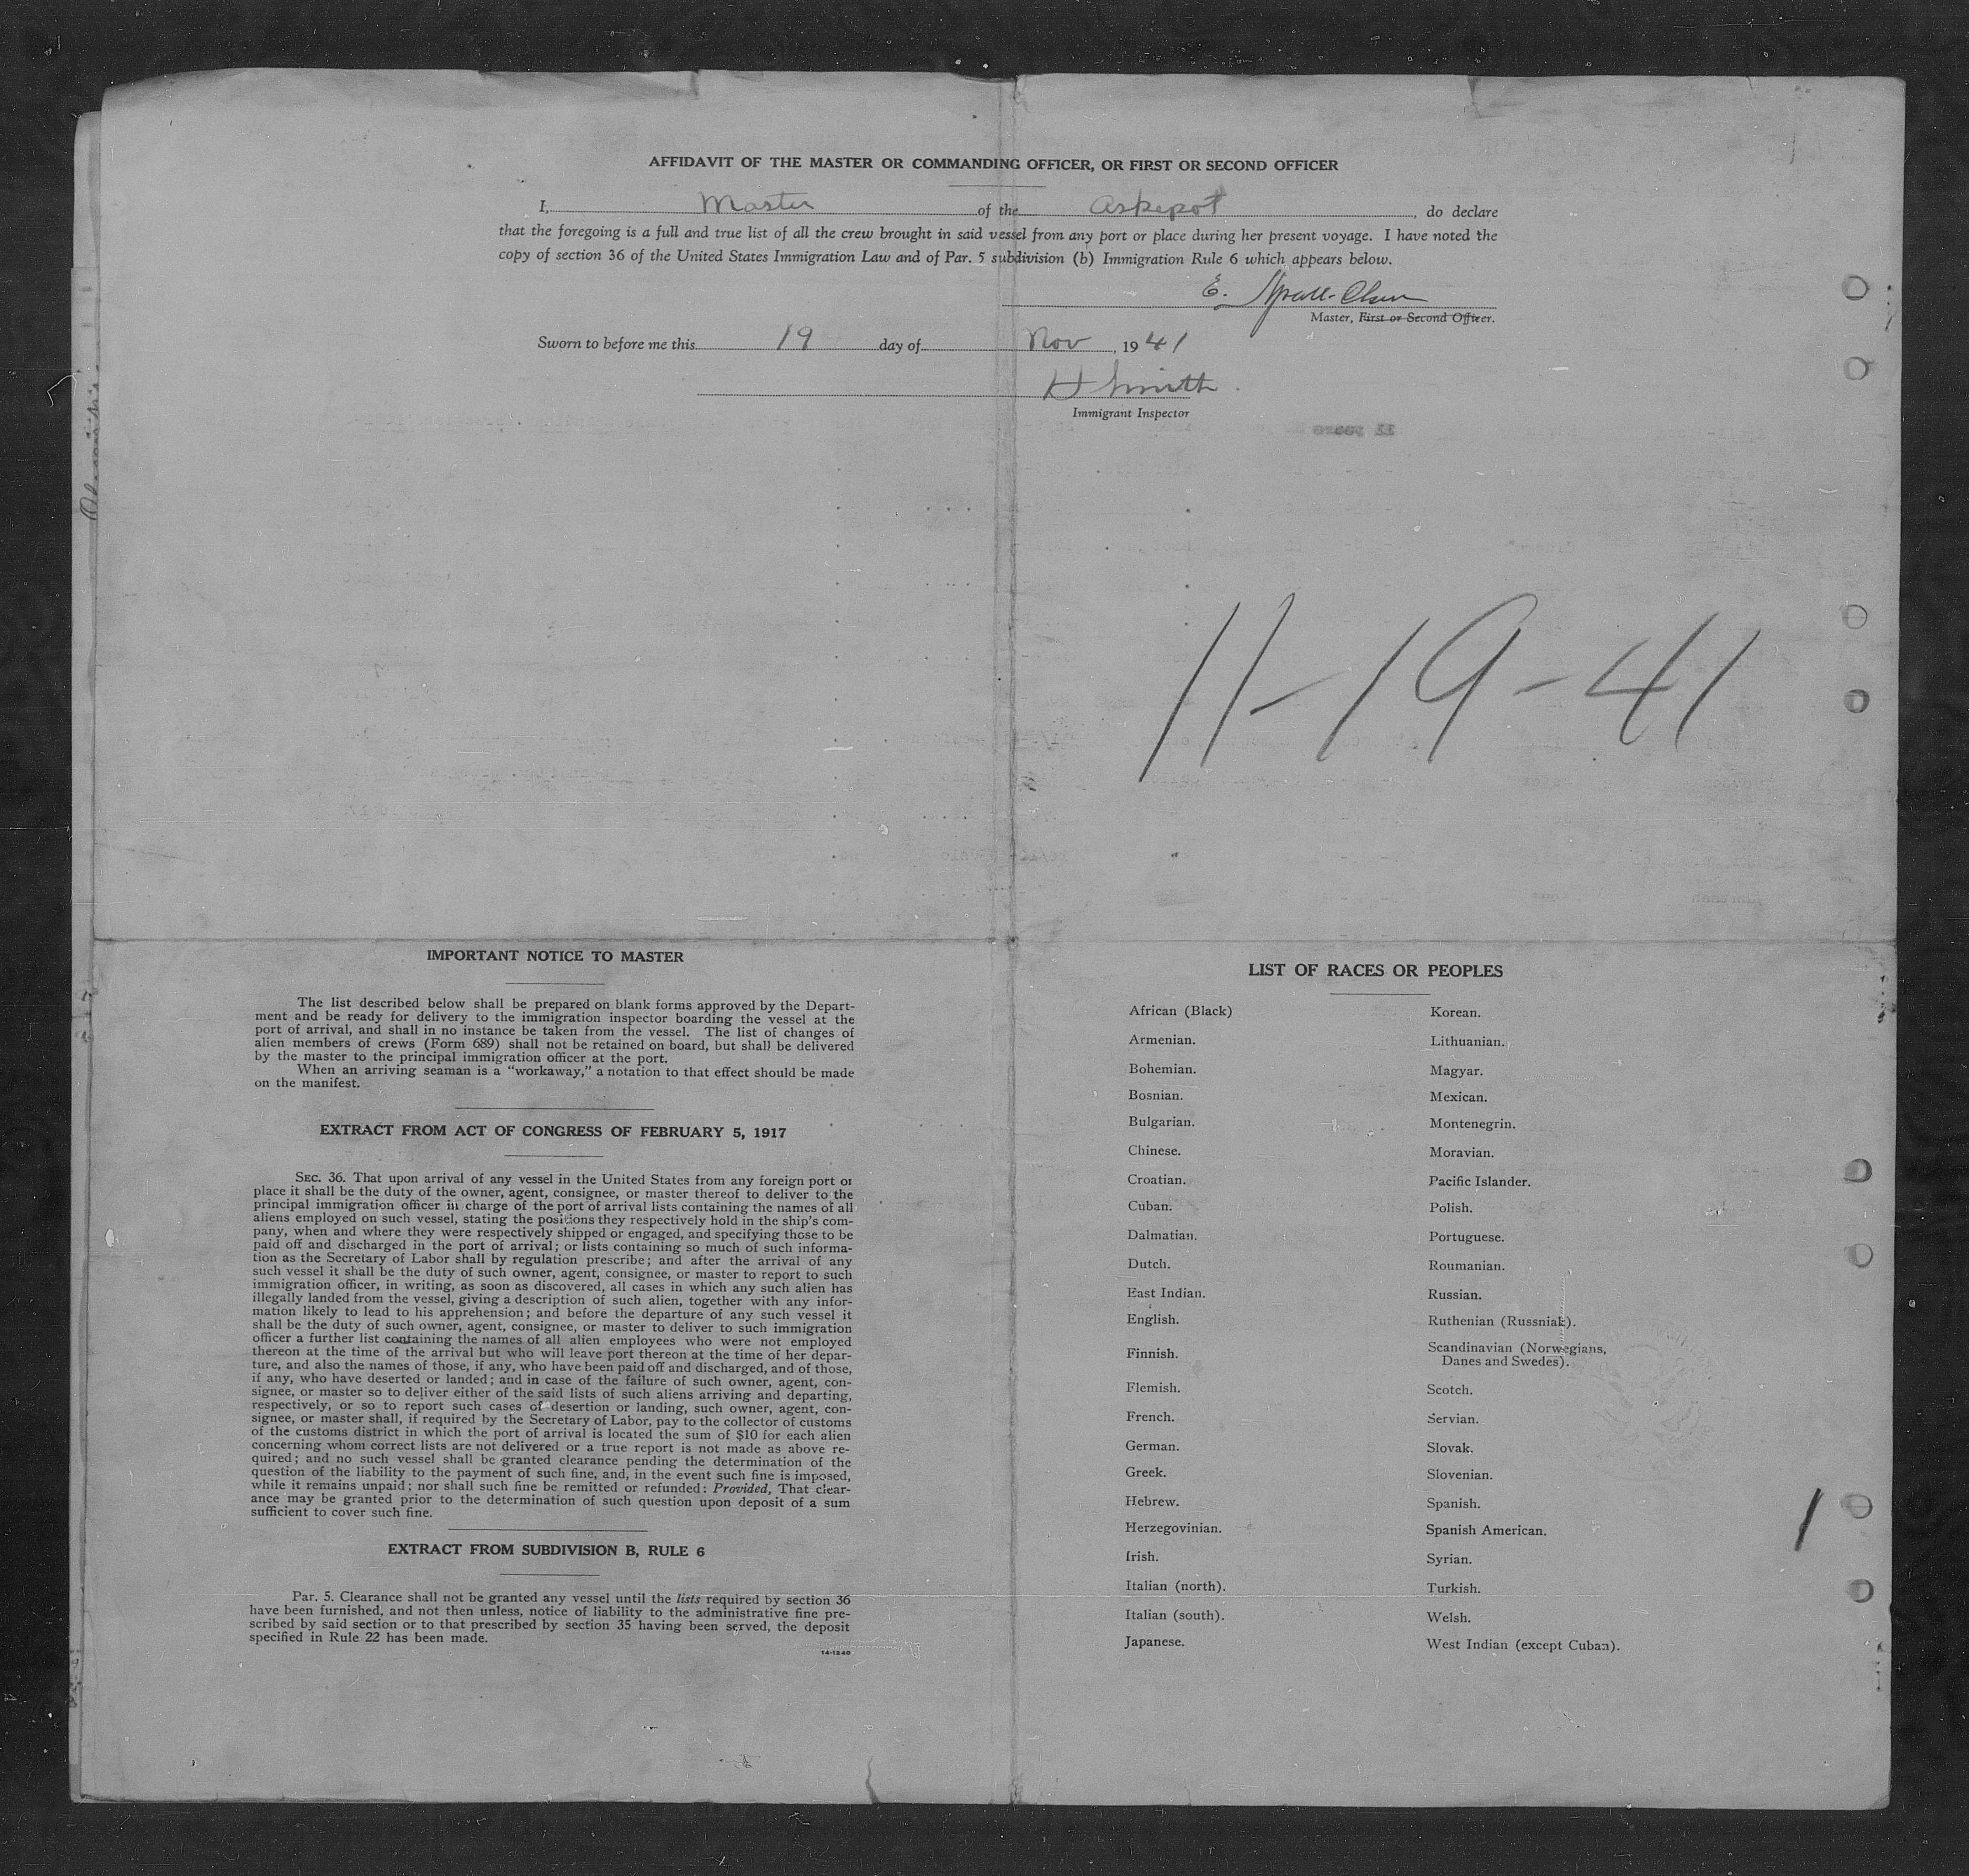 AFFIDAVIT OF THE MASTER OR COMMANDING OFFICER, OR FIRST OR SECOND OFFICER
I, Master of the Askepot, do declare
that the foregoing is a full and true list of all the crew brought in said vessel from any port or place during her present voyage. I have noted the
copy of section 36 of the United States Immigration Law and of Par. 5 subdivision (b) Immigration Rule 6 which appears below.
E.
Master, First or Second Officer.
Sworn to before me this 19 day of Nov, 1941
H Smith
Immigrant Inspector
11-19-41
IMPORTANT NOTICE TO MASTER
The list described below shall be prepared on blank forms approved by the Depart-
ment and be ready for delivery to the immigration inspector boarding the vessel at the
port of arrival, and shall in no instance be taken from the vessel. The list of changes of
alien members of crews (Form 689) shall not be retained on board, but shall be delivered
by the master to the principal immigration officer at the port.
When an arriving seaman is a “workaway,” a notation to that effect should be made
on the manifest.
EXTRACT FROM ACT OF CONGRESS OF FEBRUARY 5, 1917
SEC. 36. That upon arrival of any vessel in the United States from any foreign port or
place it shall be the duty of the owner, agent, consignee, or master thereof to deliver to the
principal immigration officer in charge of the port of arrival lists containing the names of all
aliens employed on such vessel, stating the positions they respectively hold in the ship's com-
pany, when and where they were respectively shipped or engaged, and specifying those to be
paid off and discharged in the port of arrival; or lists containing so much of such informa-
tion as the Secretary of Labor shall by regulation prescribe; and after the arrival of any
such vessel it shall be the duty of such owner, agent, consignee, or master to report to such
immigration officer, in writing, as soon as discovered, all cases in which any such alien has
illegally landed from the vessel, giving a description of such alien, together with any infor-
mation likely to lead to his apprehension; and before the departure of any such vessel it
shall be the duty of such owner, agent, consignee, or master to deliver to such immigration
officer a further list containing the names of all alien employees who were not employed
thereon at the time of the arrival but who will leave port thereon at the time of her depar-
ture, and also the names of those, if any, who have been paid off and discharged, and of those,
if any, who have deserted or landed; and in case of the failure of such owner, agent, con-
signee, or master so to deliver either of the said lists of such aliens arriving and departing,
respectively, or so to report such cases of desertion or landing, such owner, agent, con-
signee, or master shall, if required by the Secretary of Labor, pay to the collector of customs
of the customs district in which the port of arrival is located the sum of $10 for each alien
concerning whom correct lists are not delivered or a true report is not made as above re-
quired; and no such vessel shall be granted clearance pending the determination of the
question of the liability to the payment of such fine, and, in the event such fine is imposed,
while it remains unpaid; nor shall such fine be remitted or refunded: Provided, That clear-
ance may be granted prior to the determination of such question upon deposit of a sum
sufficient to cover such fine.
EXTRACT FROM SUBDIVISION B, RULE 6
Par. 5. Clearance shall not be granted any vessel until the lists required by section 36
have been furnished, and not then unless, notice of liability to the administrative fine pre-
scribed by said section or to that prescribed by section 35 having been served, the deposit
specified in Rule 22 has been made.
14-1240
LIST OF RACES OR PEOPLES
African (Black)
Armenian.
Bohemian.
Bosnian.
Bulgarian.
Chinese.
Croatian.
Cuban.
Dalmatian.
Dutch.
East Indian.
English.
Finnish.
Flemish.
French.
German.
Greek.
Hebrew.
Herzegovinian.
Irish.
Italian (north).
Italian (south).
Japanese.
Korean.
Lithuanian.
Magyar.
Mexican.
Montenegrin.
Moravian.
Pacific Islander.
Polish.
Portuguese.
Roumanian.
Russian.
Ruthenian (Russniak).
Scandinavian (Norwegians,
Danes and Swedes).
Scotch.
Servian.
Slovak.
Slovenian.
Spanish.
Spanish American.
Syrian.
Turkish.
Welsh.
West Indian (except Cuban).
1